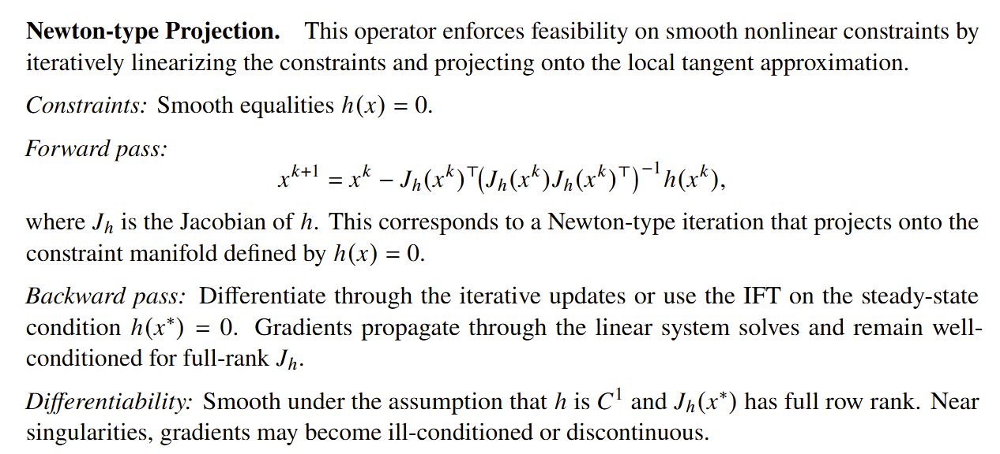 Newton-type Projection. This operator enforces feasibility on smooth nonlinear constraints by
iteratively linearizing the constraints and projecting onto the local tangent approximation.
Constraints: Smooth equalities h(x) = 0.
Forward pass:
x^{k+1} = x^k − J_h(x^k)^⊤(J_h(x^k)J_h(x^k)^⊤)^{−1}h(x^k),
where J_h is the Jacobian of h. This corresponds to a Newton-type iteration that projects onto the
constraint manifold defined by h(x) = 0.
Backward pass: Differentiate through the iterative updates or use the IFT on the steady-state
condition h(x^*) = 0. Gradients propagate through the linear system solves and remain well-
conditioned for full-rank J_h.
Differentiability: Smooth under the assumption that h is C^1 and J_h(x^*) has full row rank. Near
singularities, gradients may become ill-conditioned or discontinuous.